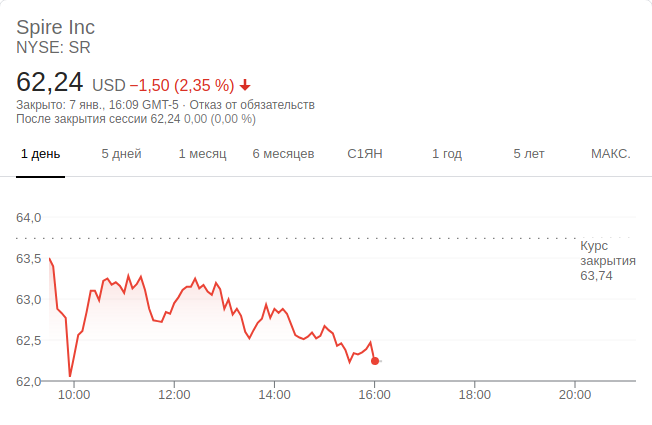 Spire Inc
NYSE: SR
62,24 USD −1,50 (2,35 %)
Закрыто: 7 янв., 16:09 GMT-5 · Отказ от обязательств
После закрытия сессии 62,24 0,00 (0,00 %)
1 день 5 дней 1 месяц 6 месяцев С1ЯН 1 год 5 лет МАКС.
64,0
Курс
закрытия
63,74
63,5
63,0
62,5
62,0
10:00 12:00 14:00 16:00 18:00 20:00